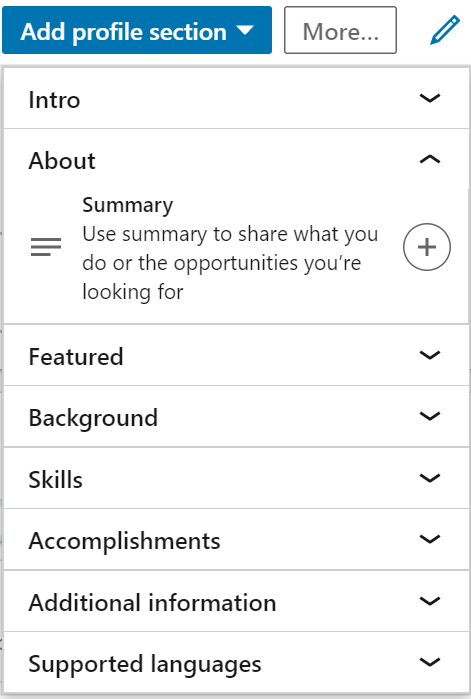 Add profile section
More...
Intro
About
Summary
Use summary to share what you
do or the opportunities you’re
looking for
Featured
Background
Skills
Accomplishments
Additional information
Supported languages